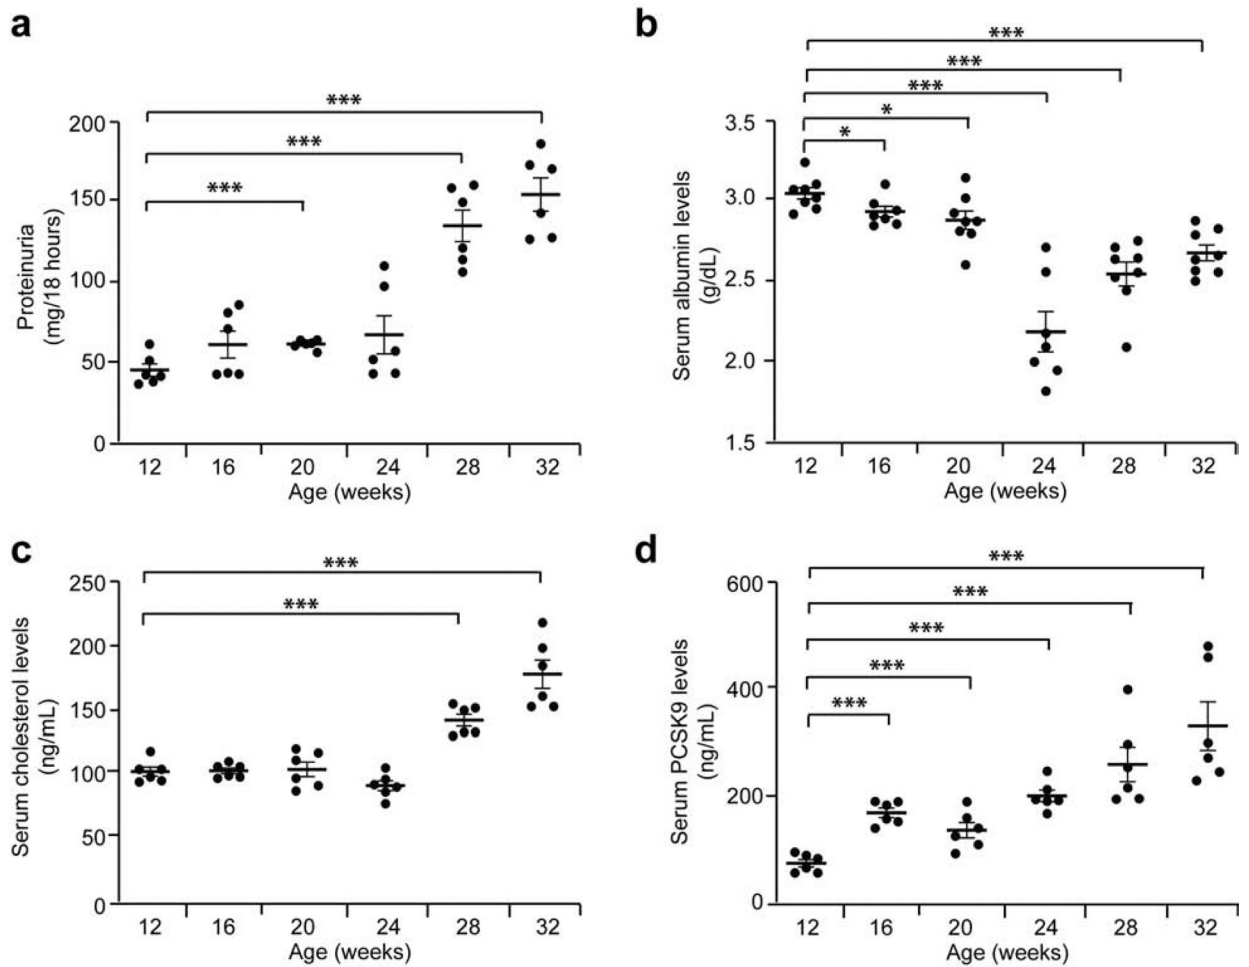 a
***
***
***
200
150
100
50
0
Proteinuria
(mg/18 hours)
12 16 20 24 28 32
Age (weeks)
b
***
***
***
*
*
3.5
3.0
2.5
2.0
1.5
Serum albumin levels
(g/dL)
12 16 20 24 28 32
Age (weeks)
c
***
***
250
200
150
100
50
0
Serum cholesterol levels
(ng/mL)
12 16 20 24 28 32
Age (weeks)
d
***
***
***
***
***
600
400
200
0
Serum PCSK9 levels
(ng/mL)
12 16 20 24 28 32
Age (weeks)